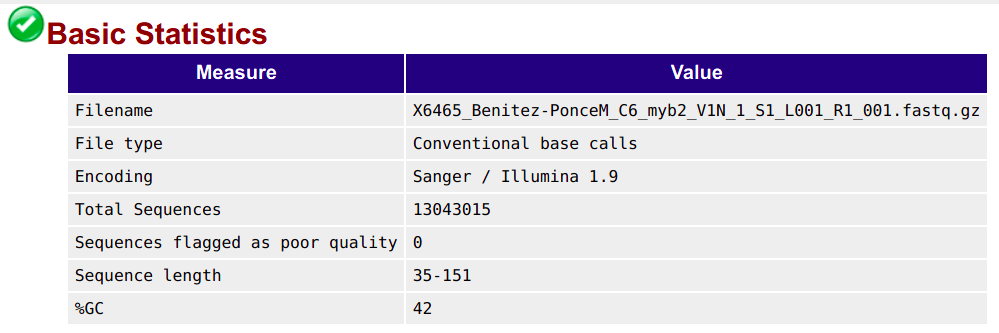 Basic Statistics
Measure Value
Filename X6465_Benitez-PonceM_C6_myb2_V1N_1_S1_L001_R1_001.fastq.gz
File type Conventional base calls
Encoding Sanger / Illumina 1.9
Total Sequences 13043015
Sequences flagged as poor quality 0
Sequence length 35-151
%GC 42